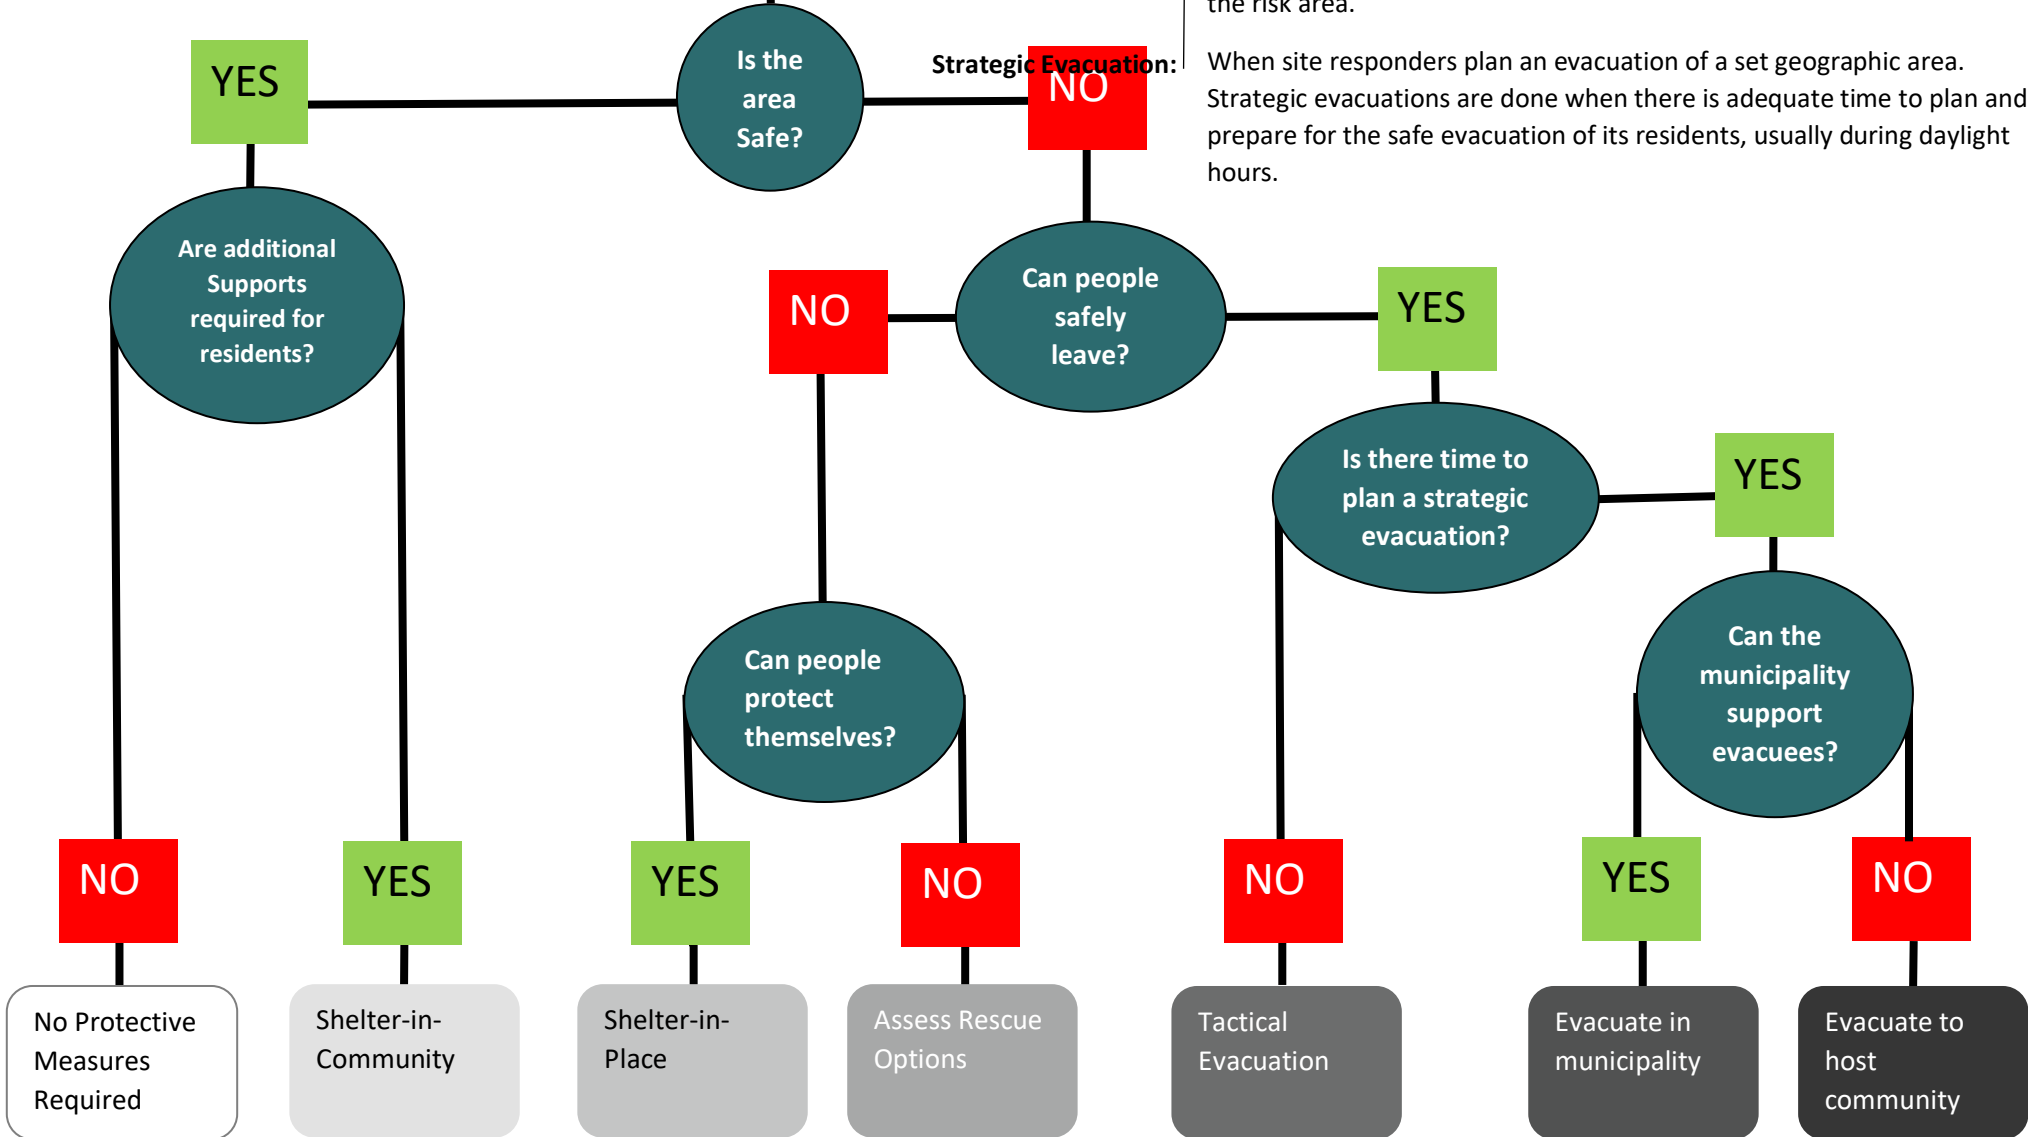 the risk area.
Strategic Evacuation:
When site responders plan an evacuation of a set geographic area.
Strategic evacuations are done when there is adequate time to plan and
prepare for the safe evacuation of its residents, usually during daylight
hours.
Is the
area
Safe?
YES
NO
Are additional
Supports
required for
residents?
Can people
safely
leave?
NO
YES
Is there time to
plan a strategic
evacuation?
YES
Can people
protect
themselves?
Can the
municipality
support
evacuees?
NO
YES
YES
NO
NO
YES
NO
No Protective
Measures
Required
Shelter-in-
Community
Shelter-in-
Place
Assess Rescue
Options
Tactical
Evacuation
Evacuate in
municipality
Evacuate to
host
community